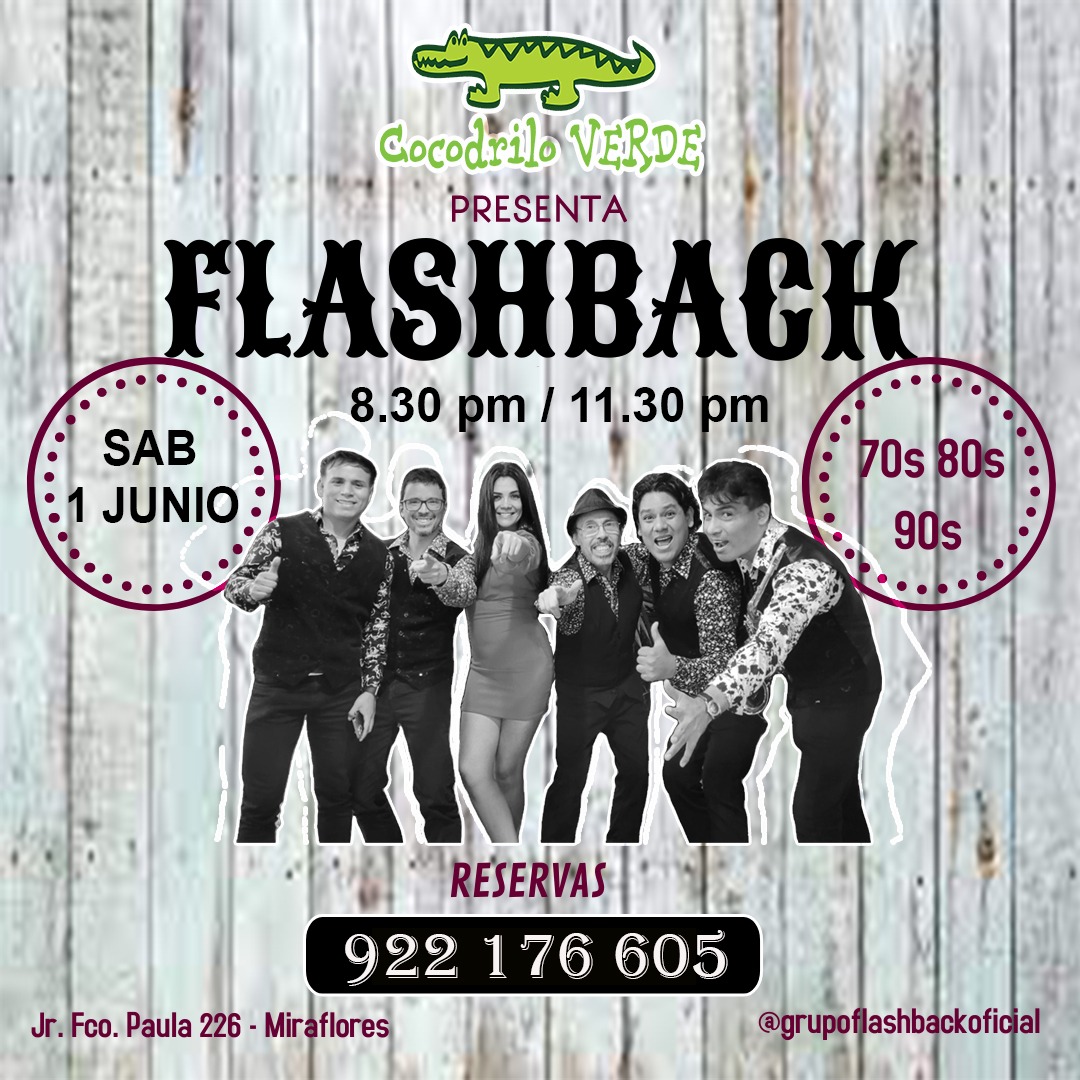 Cocodrilo VERDE
PRESENTA
FLASHBACK
8.30 pm / 11.30 pm
SAB
1 JUNIO
70s 80s
90s
RESERVAS
922 176 605
Jr. Fco. Paula 226 - Miraflores
@grupoflashbackoficial